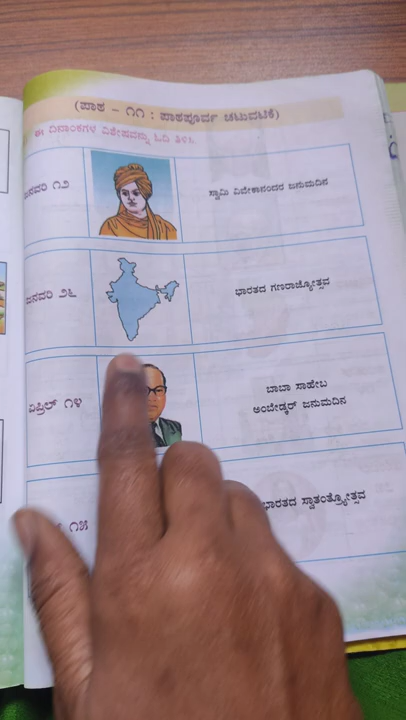 (ಪಾಠ – ೧೧ : ಪಾಠಪೂರ್ವ ಚಟುವಟಿಕೆ)
ಈ ದಿನಾಂಕಗಳ ವಿಶೇಷವನ್ನು ಓದಿ ತಿಳಿಸಿ.
ಜನವರಿ ೧೨
ಸ್ವಾಮಿ ವಿವೇಕಾನಂದರ ಜನುಮದಿನ
ಜನವರಿ ೨೬
ಭಾರತದ ಗಣರಾಜ್ಯೋತ್ಸವ
ಏಪ್ರಿಲ್ ೧೪
ಬಾಬಾ ಸಾಹೇಬ
ಅಂಬೇಡ್ಕರ್ ಜನುಮದಿನ
೧೫
ಭಾರತದ ಸ್ವಾತಂತ್ರ್ಯೋತ್ಸವ